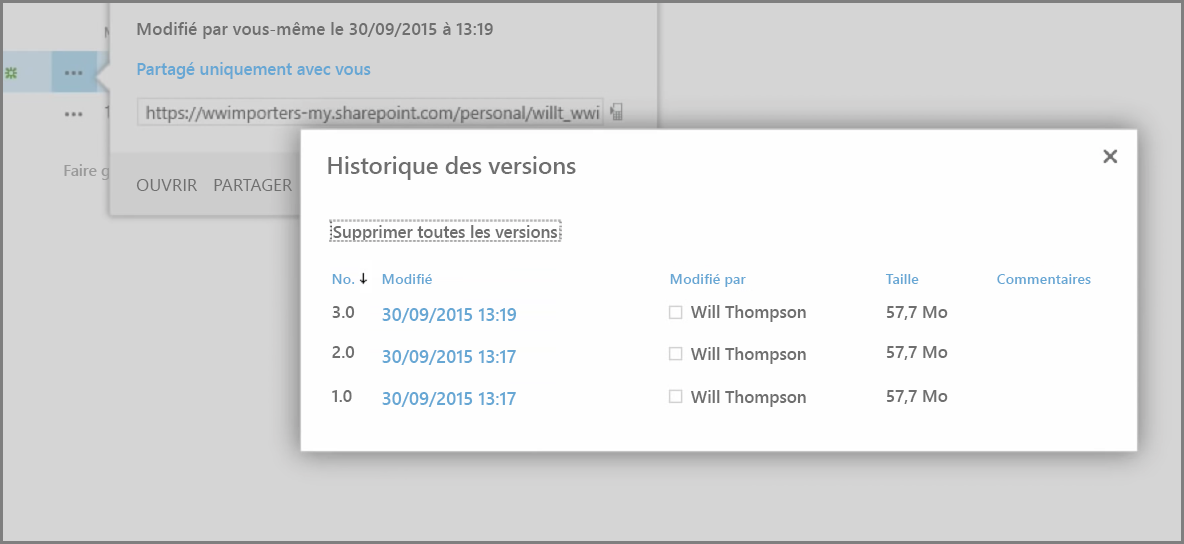 Modifié par vous-même le 30/09/2015 à 13:19
Partagé uniquement avec vous
https://wwimporters-my.sharepoint.com/personal/willt_wwi
Faire
OUVRIR PARTAGER
Historique des versions
Supprimer toutes les versions
No. ↓ Modifié Modifié par Taille Commentaires
3.0 30/09/2015 13:19 Will Thompson 57,7 Mo
2.0 30/09/2015 13:17 Will Thompson 57,7 Mo
1.0 30/09/2015 13:17 Will Thompson 57,7 Mo